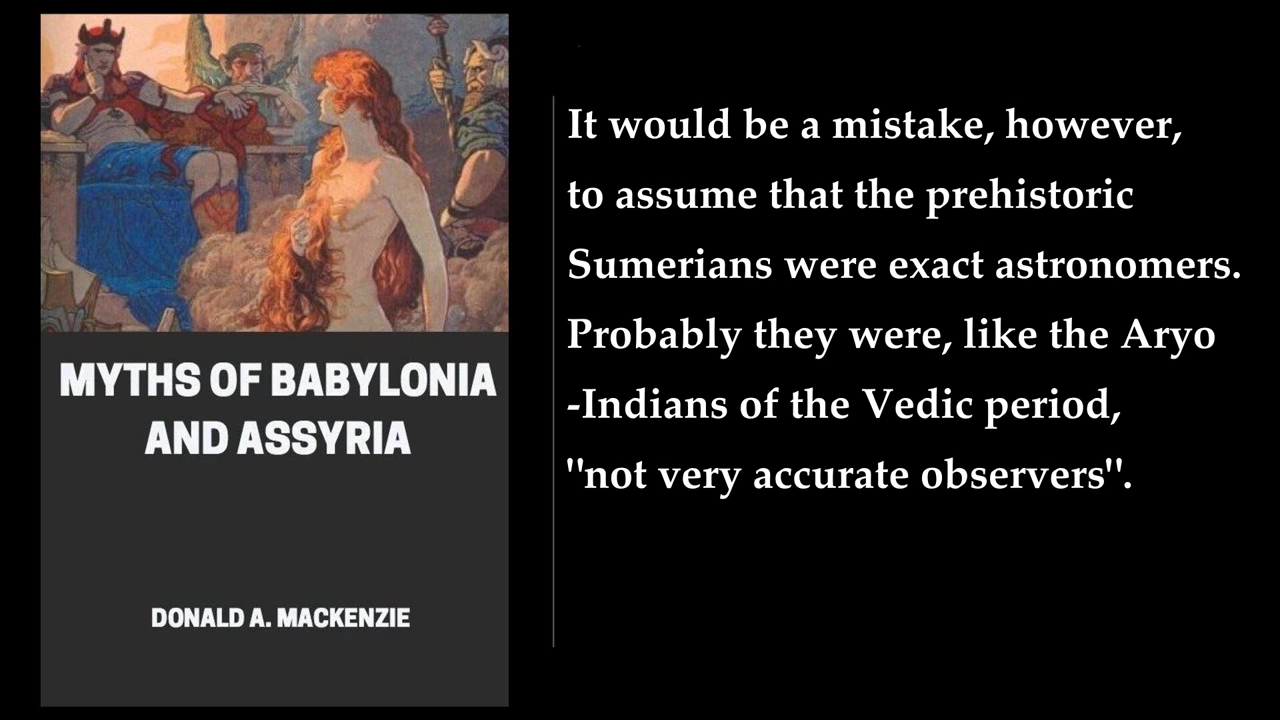 MYTHS OF BABYLONIA
AND ASSYRIA
DONALD A. MACKENZIE
It would be a mistake, however,
to assume that the prehistoric
Sumerians were exact astronomers.
Probably they were, like the Aryo
-Indians of the Vedic period,
"not very accurate observers".